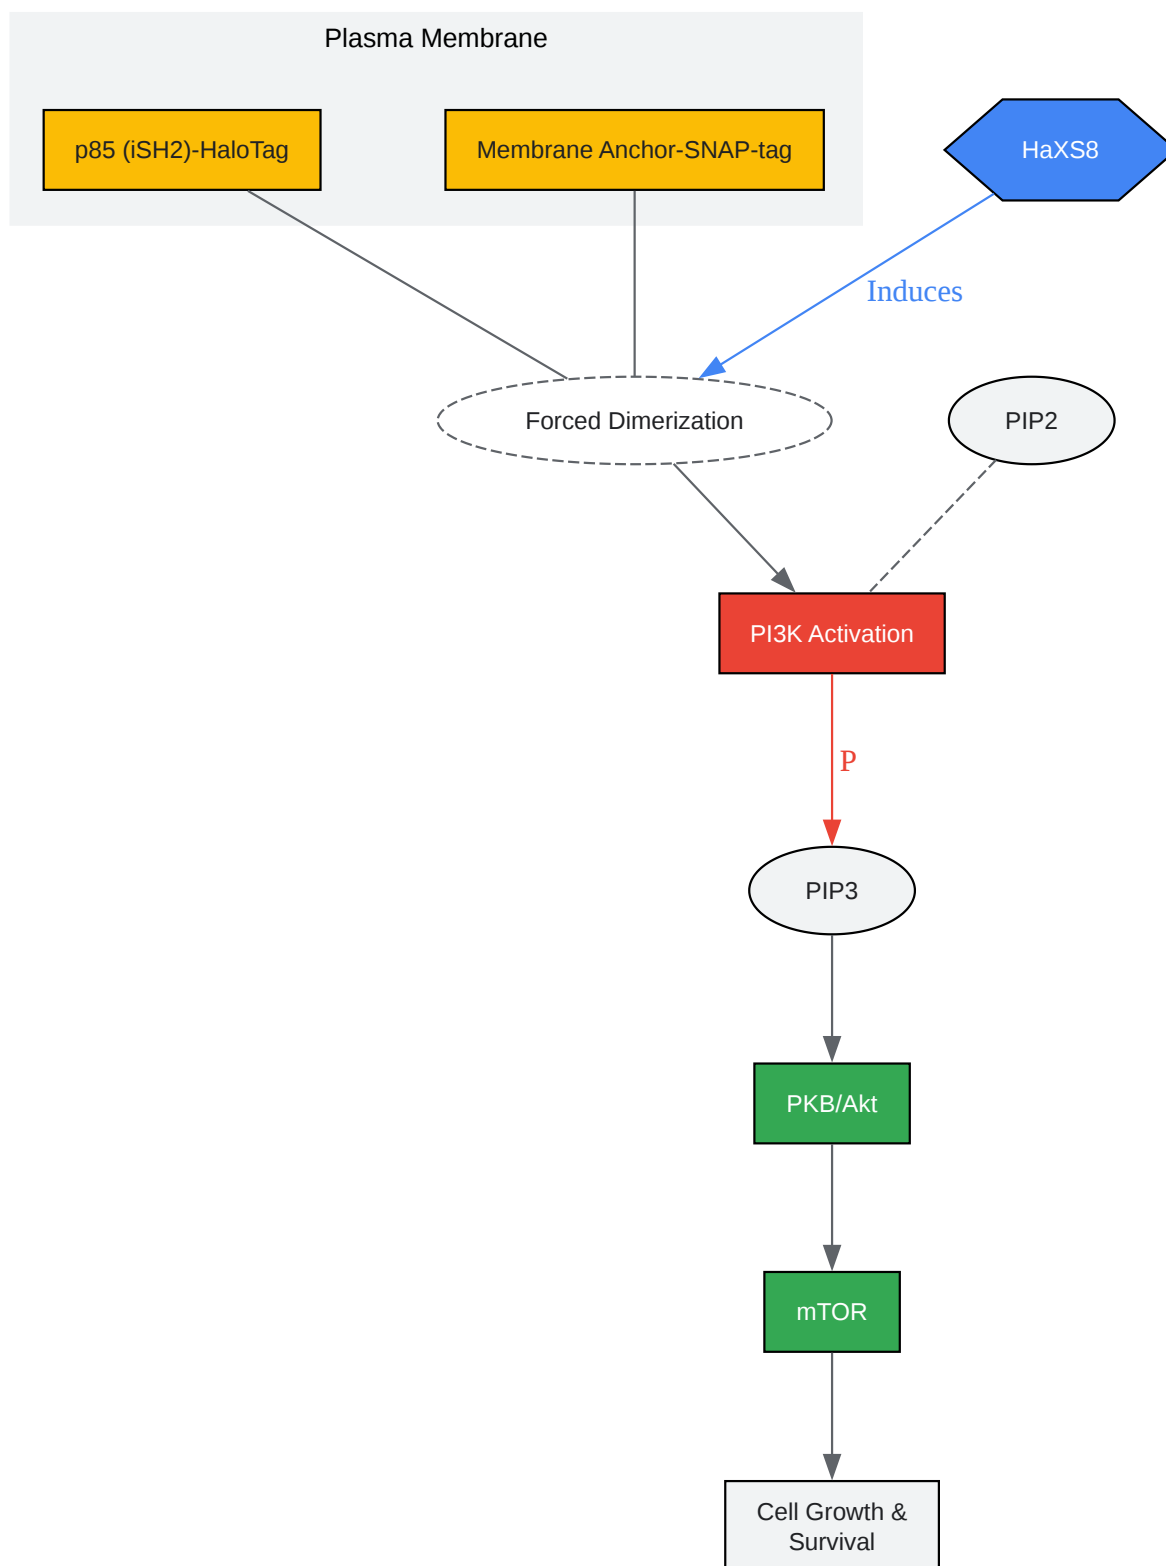 Plasma Membrane
p85 (iSH2)-HaloTag
Membrane Anchor-SNAP-tag
HaXS8
Induces
Forced Dimerization
PIP2
PI3K Activation
P
PIP3
PKB/Akt
mTOR
Cell Growth &
Survival